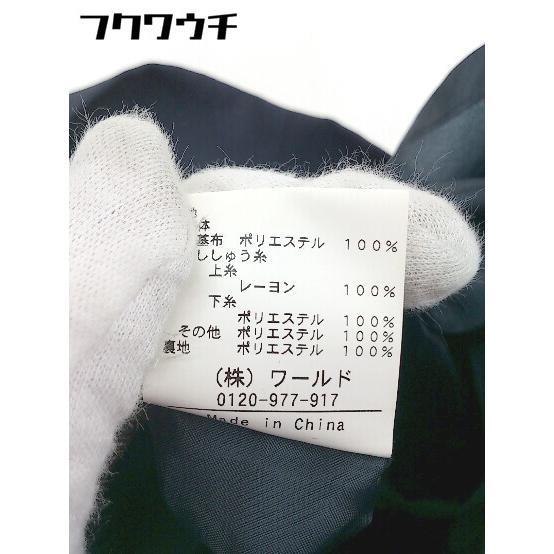 フクワウチ
体
基布 ポリエステル 100%
ししゅう糸
上糸
レーヨン 100%
下糸
ポリエステル 100%
その他 ポリエステル 100%
裏地 ポリエステル 100%
(株) ワールド
0120-977-917
Made in China